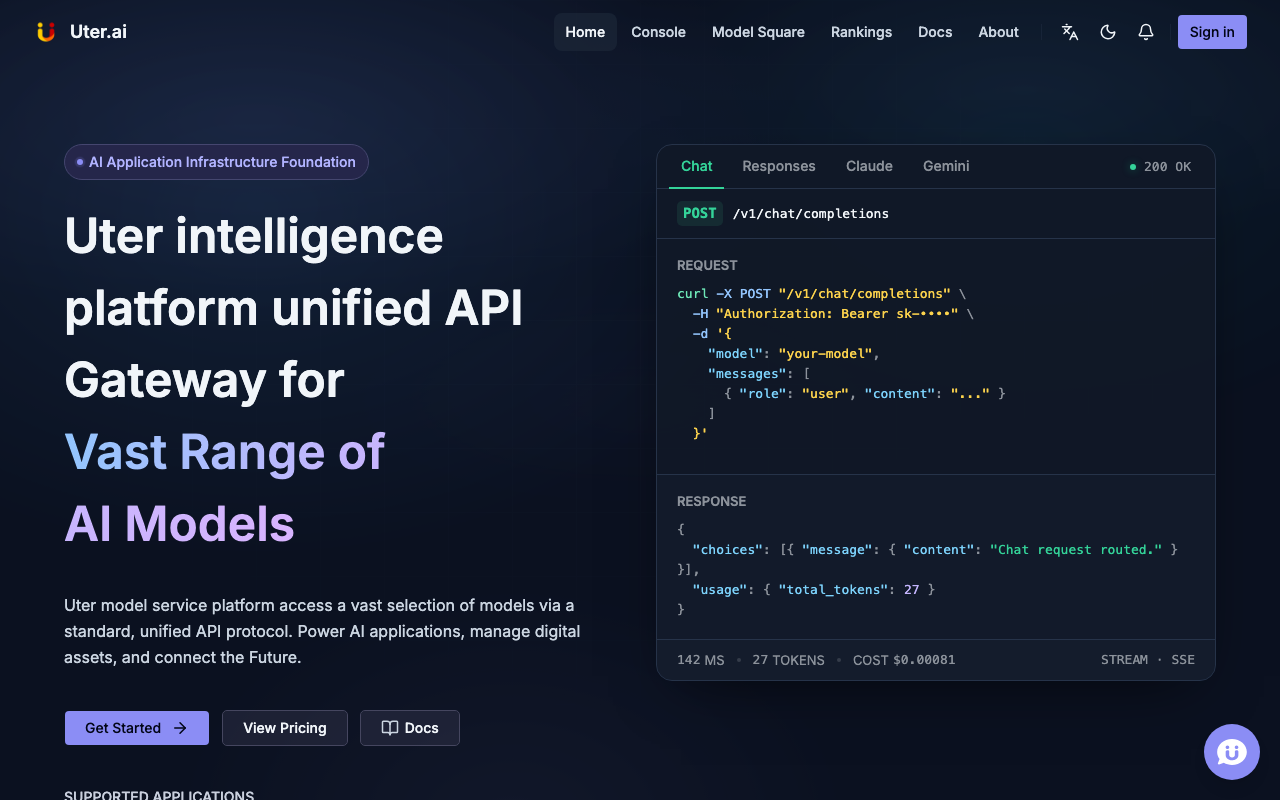 Uter.ai
Home
Console
Model Square
Rankings
Docs
About
Sign in
AI Application Infrastructure Foundation
Uter intelligence
platform unified API
Gateway for
Vast Range of
AI Models
Uter model service platform access a vast selection of models via a
standard, unified API protocol. Power AI applications, manage digital
assets, and connect the Future.
Get Started
View Pricing
Docs
SUPPORTED APPLICATIONS
Chat
Responses
Claude
Gemini
200 OK
POST /v1/chat/completions
REQUEST
curl -X POST "/v1/chat/completions" \
  -H "Authorization: Bearer sk-••••" \
  -d '{
    "model": "your-model",
    "messages": [
      { "role": "user", "content": "..." }
    ]
  }'
RESPONSE
{
  "choices": [{ "message": { "content": "Chat request routed." }
}],
  "usage": { "total_tokens": 27 }
}
142 MS • 27 TOKENS • COST $0.00081
STREAM · SSE